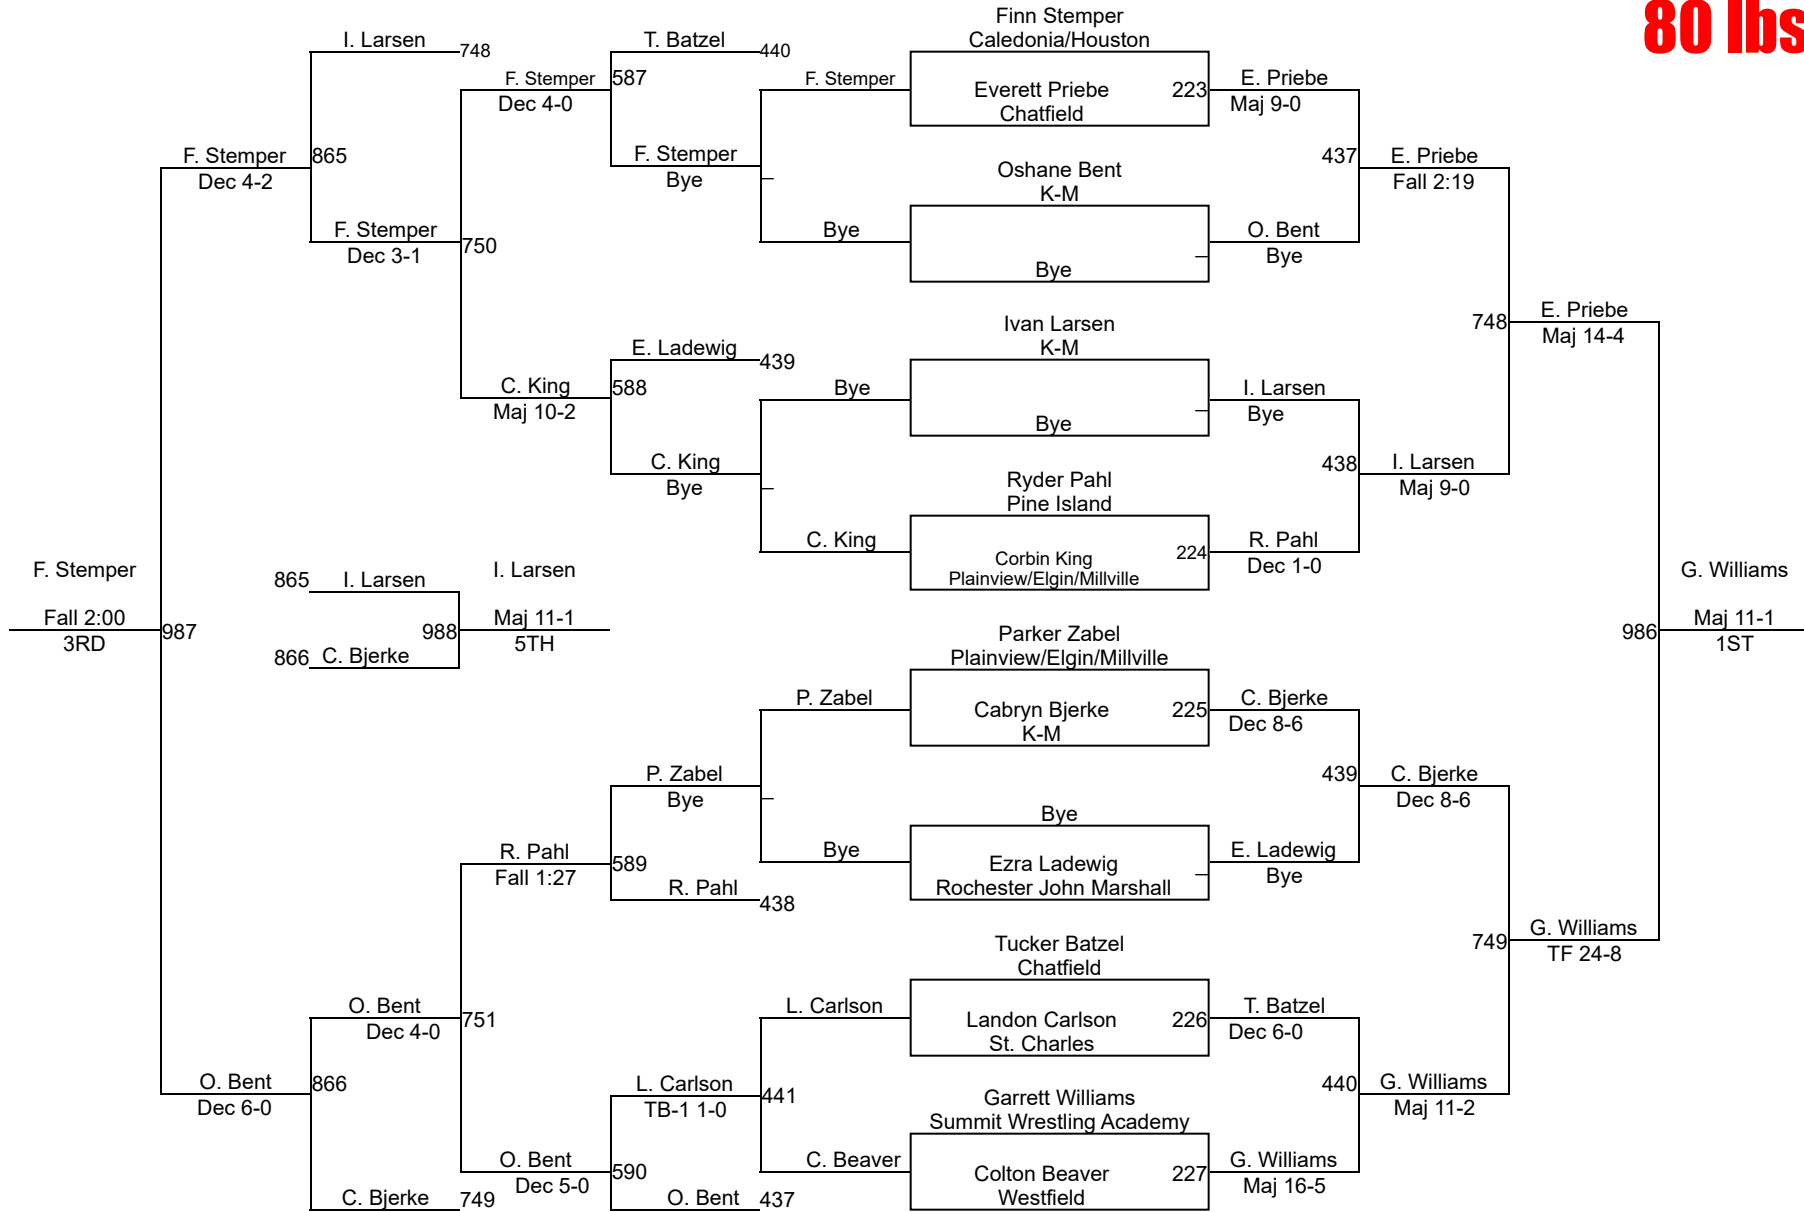 80 lbs
Finn Stemper
Caledonia/Houston
I. Larsen 748
T. Batzel 440
F. Stemper 587
Dec 4-0
F. Stemper
Everett Priebe 223
Chatfield
E. Priebe
Maj 9-0
F. Stemper 865
Dec 4-2
F. Stemper
Bye
437 E. Priebe
Fall 2:19
Oshane Bent
K-M
F. Stemper 750
Dec 3-1
Bye
Bye
O. Bent
Bye
Ivan Larsen
K-M
748 E. Priebe
Maj 14-4
E. Ladewig 439
C. King 588
Maj 10-2
Bye
Bye
I. Larsen
Bye
C. King
Bye
438 I. Larsen
Maj 9-0
Ryder Pahl
Pine Island
C. King
Corbin King 224
Plainview/Elgin/Millville
R. Pahl
Dec 1-0
F. Stemper
Fall 2:00
3RD
987
865 I. Larsen
866 C. Bjerke
988
I. Larsen
Maj 11-1
5TH
G. Williams
986 Maj 11-1
1ST
Parker Zabel
Plainview/Elgin/Millville
P. Zabel
Cabryn Bjerke 225
K-M
C. Bjerke
Dec 8-6
P. Zabel
Bye
439 C. Bjerke
Dec 8-6
Bye
R. Pahl 589
Fall 1:27
Bye
Ezra Ladewig
Rochester John Marshall
E. Ladewig
Bye
R. Pahl 438
749 G. Williams
TF 24-8
Tucker Batzel
Chatfield
O. Bent 751
Dec 4-0
L. Carlson
Landon Carlson 226
St. Charles
T. Batzel
Dec 6-0
O. Bent 866
Dec 6-0
L. Carlson 441
TB-1 1-0
440 G. Williams
Maj 11-2
Garrett Williams
Summit Wrestling Academy
O. Bent 590
Dec 5-0
C. Beaver
Colton Beaver 227
Westfield
G. Williams
Maj 16-5
C. Bjerke 749
O. Bent 437